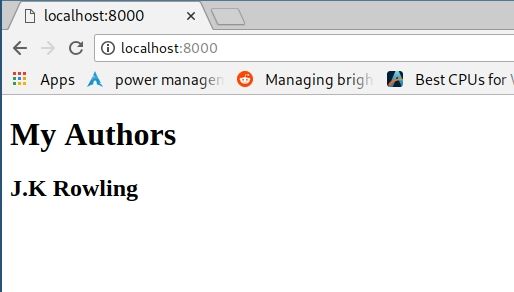 localhost:8000
localhost:8000
Apps power managen Managing brigh Best CPUs for
My Authors
J.K Rowling